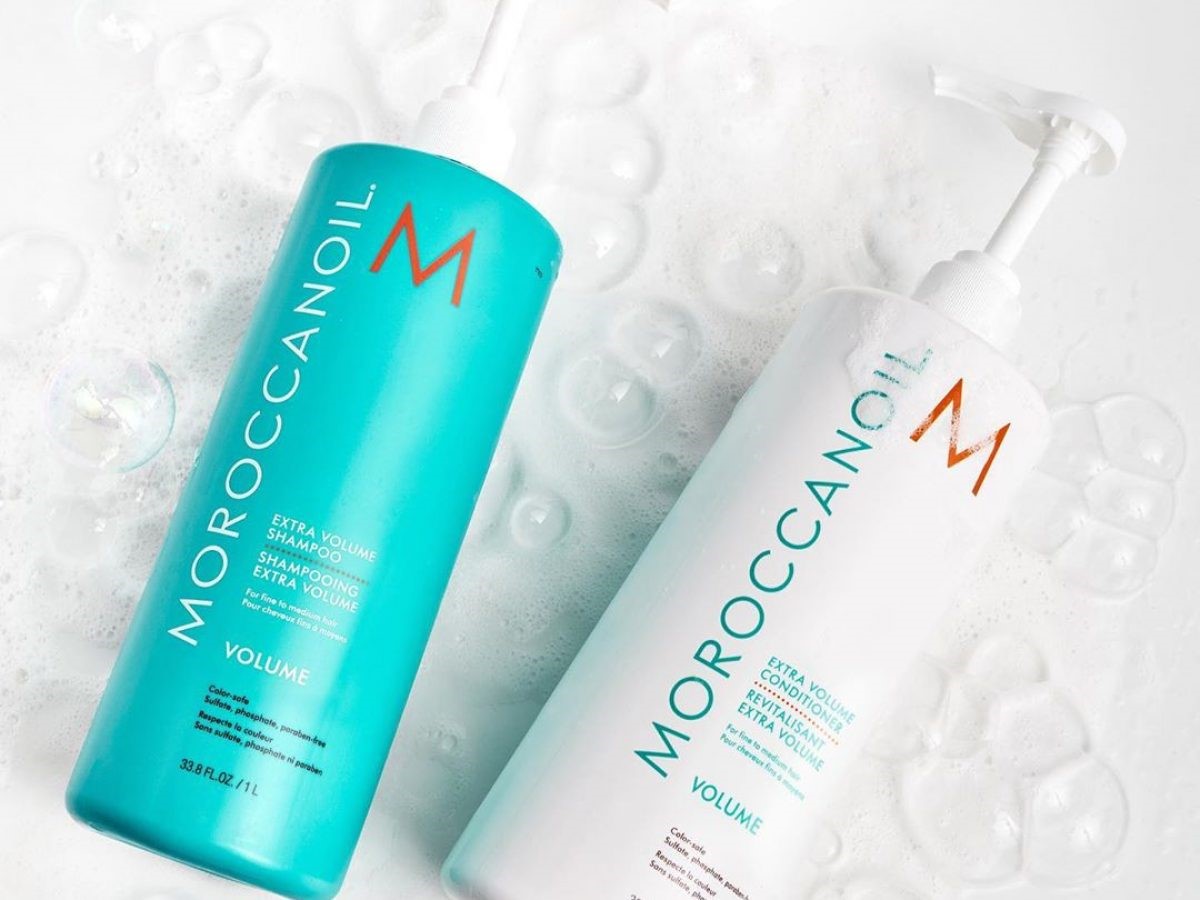 MOROCCANOIL.
M
EXTRA VOLUME
SHAMPOO
SHAMPOOING
EXTRA VOLUME
For fine to medium hair
Pour cheveux fins à moyens
VOLUME
Color-safe
Sulfate, phosphate, paraben-free
Respecte la couleur
Sans sulfate, phosphate ni paraben
33.8 FL.OZ. / 1 L
MOROCCANOIL
M
EXTRA VOLUME
CONDITIONER
REVITALISANT
EXTRA VOLUME
For fine to medium hair
Pour cheveux fins à moyens
VOLUME
Color-safe
Sulfate, phosphate,
Respecte la couleur
Sans sulfate,